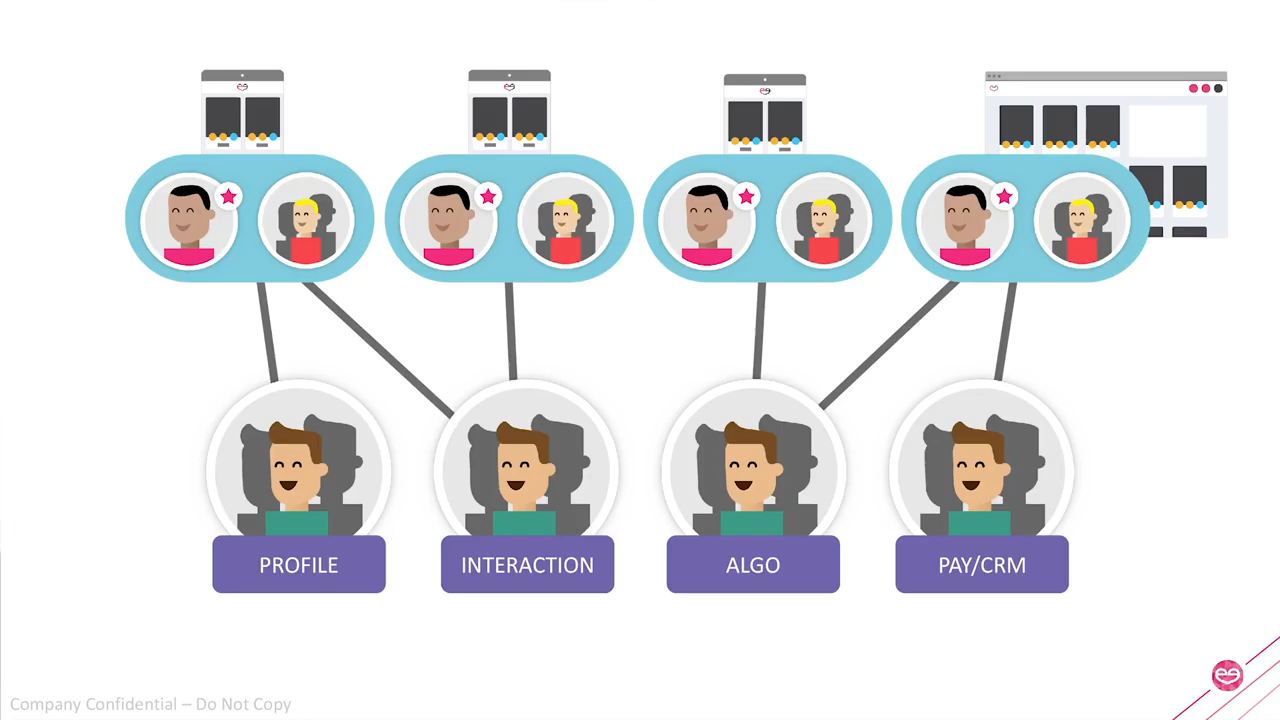 PROFILE
INTERACTION
ALGO
PAY/CRM
Company Confidential – Do Not Copy